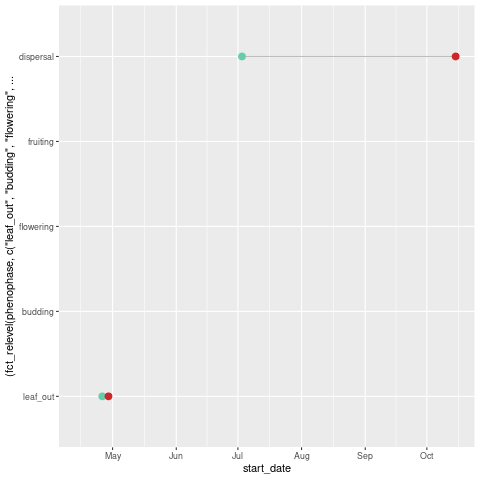 dispersal
fruiting
flowering
budding
leaf_out
(fct_relevel(phenophase, c("leaf_out", "budding", "flowering", ...
May Jun Jul Aug Sep Oct
start_date